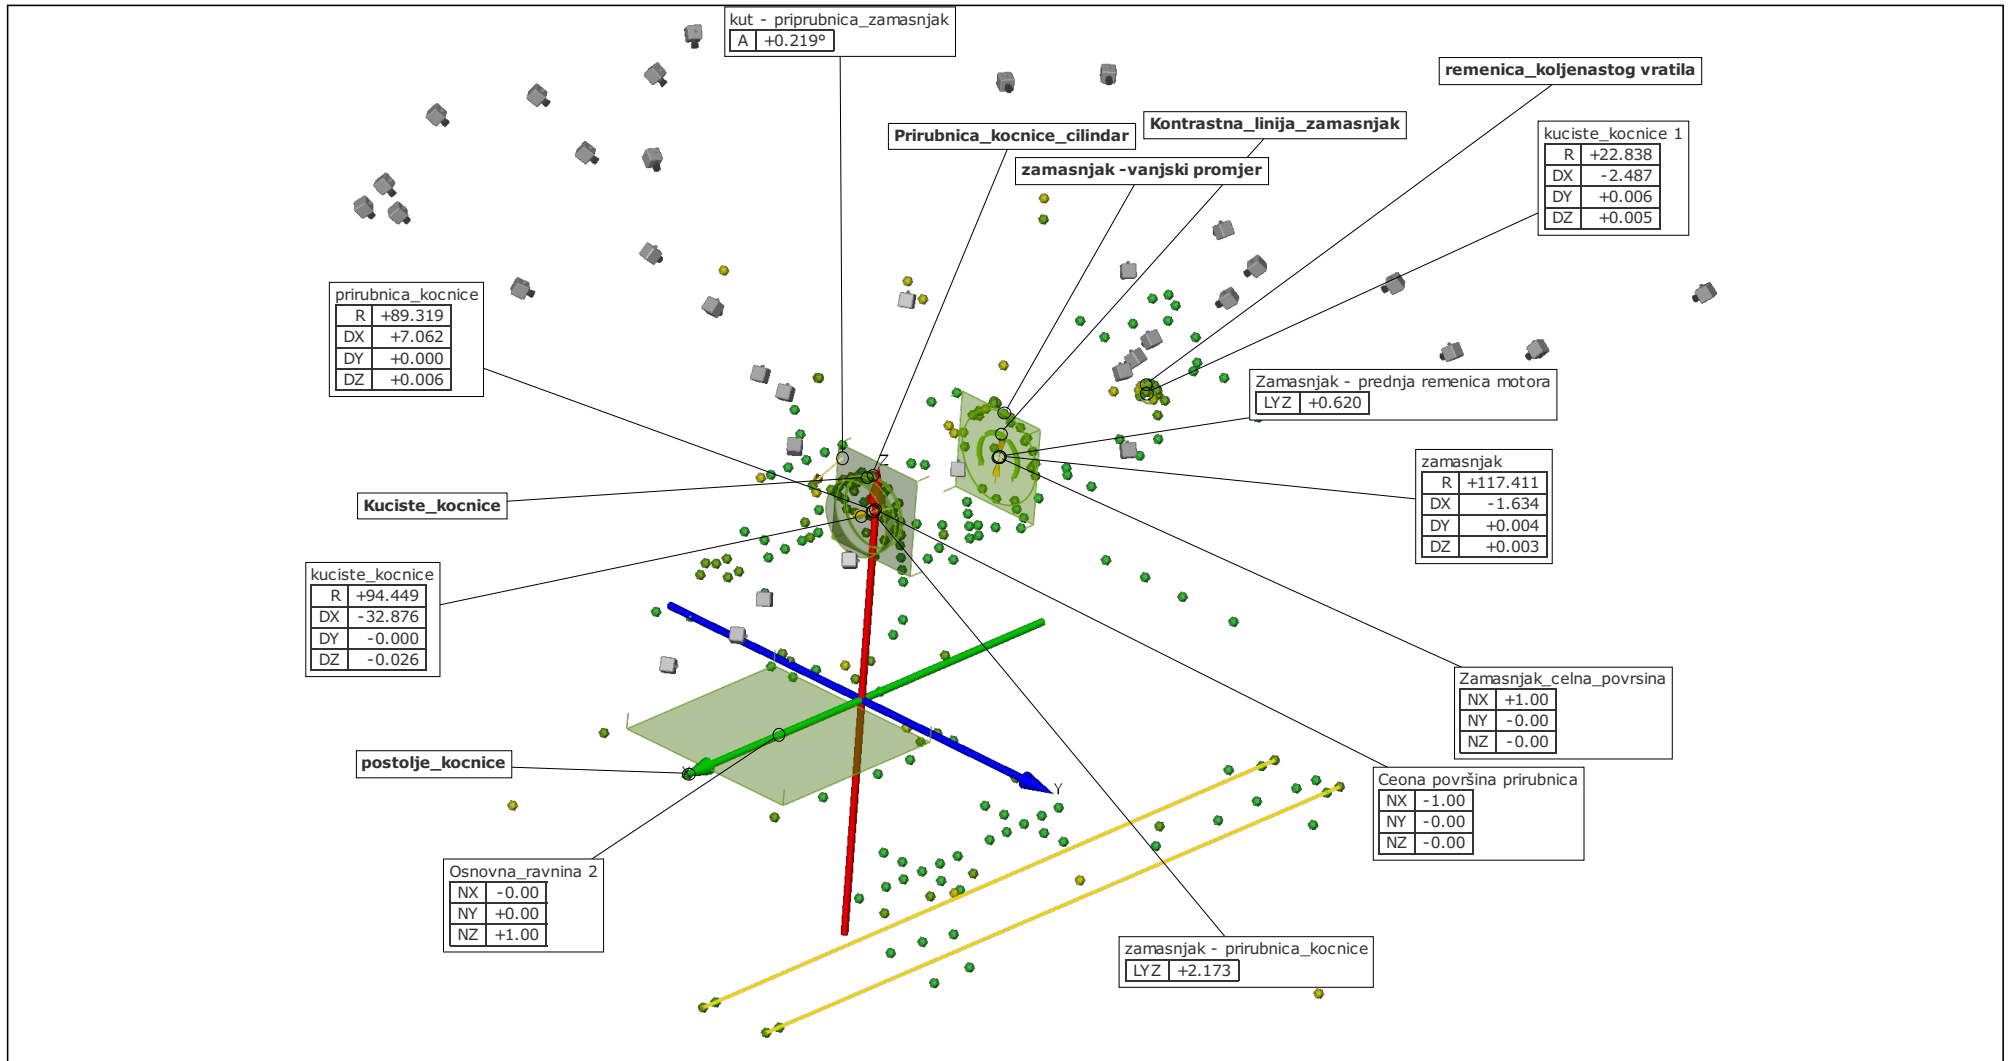 kut - priprubnica_zamasnjak
A +0.219°
remenica_koljenastog vratila
Kontrastna_linija_zamasnjak
Prirubnica_kocnice_cilindar
zamasnjak -vanjski promjer
kuciste_kocnice 1
R +22.838
DX -2.487
DY +0.006
DZ +0.005
prirubnica_kocnice
R +89.319
DX +7.062
DY +0.000
DZ +0.006
Zamasnjak - prednja remenica motora
LYZ +0.620
zamasnjak
R +117.411
DX -1.634
DY +0.004
DZ +0.003
Z
Kuciste_kocnice
kuciste_kocnice
R +94.449
DX -32.876
DY -0.000
DZ -0.026
Zamasnjak_celna_povrsina
NX +1.00
NY -0.00
NZ -0.00
postolje_kocnice
Y
Ceona površina prirubnica
NX -1.00
NY -0.00
NZ -0.00
Osnovna_ravnina 2
NX -0.00
NY +0.00
NZ +1.00
zamasnjak - prirubnica_kocnice
LYZ +2.173